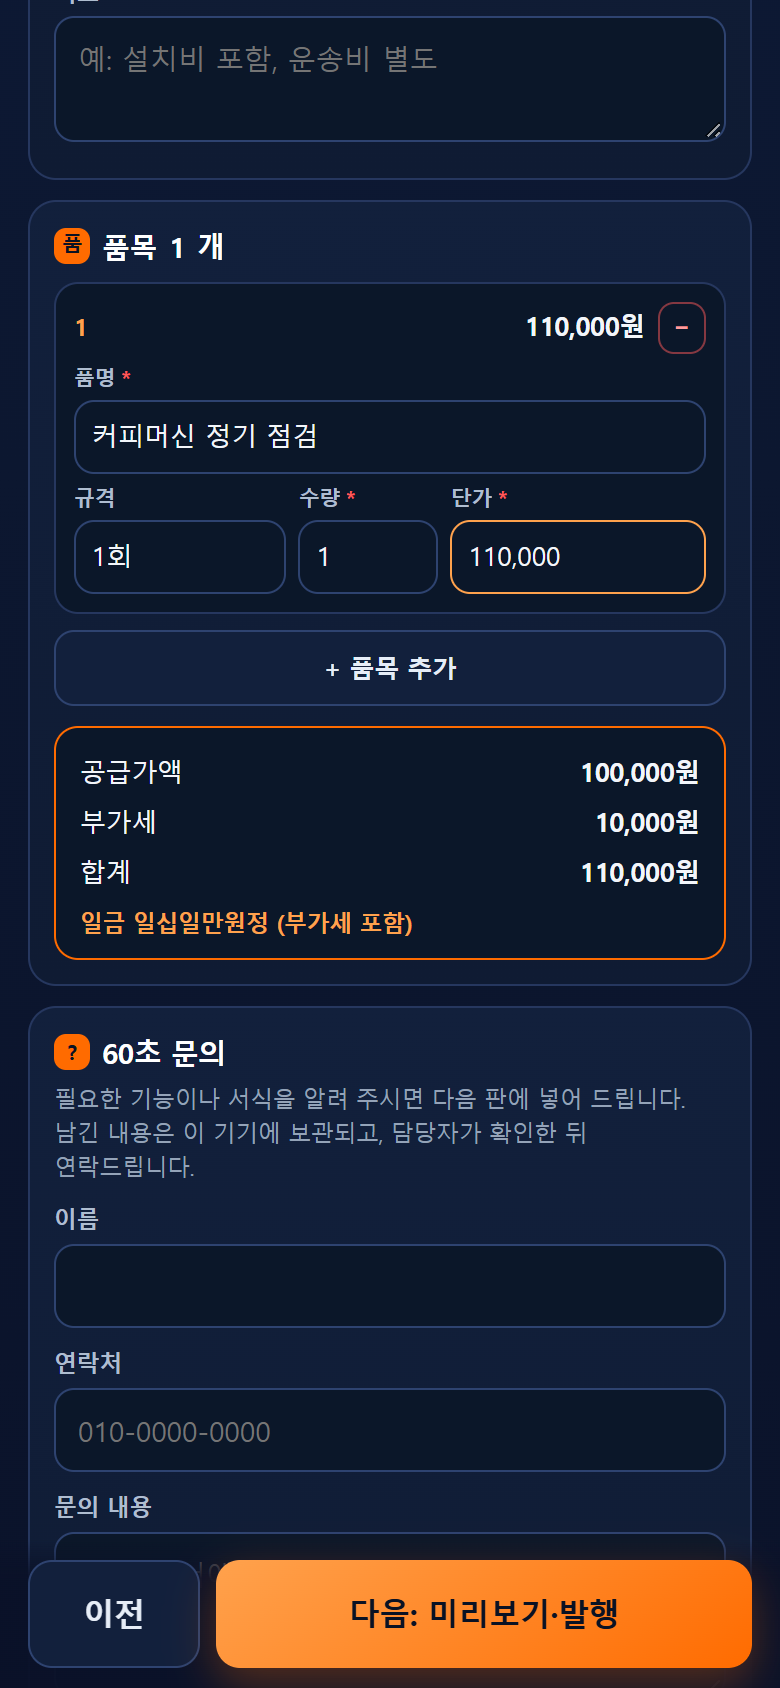 예: 설치비 포함, 운송비 별도
품 품목 1 개
1 110,000원 −
품명 *
커피머신 정기 점검
규격 수량 * 단가 *
1회 1 110,000
+ 품목 추가
공급가액 100,000원
부가세 10,000원
합계 110,000원
일금 일십일만원정 (부가세 포함)
? 60초 문의
필요한 기능이나 서식을 알려 주시면 다음 판에 넣어 드립니다.
남긴 내용은 이 기기에 보관되고, 담당자가 확인한 뒤
연락드립니다.
이름
연락처
010-0000-0000
문의 내용
이전 다음: 미리보기·발행